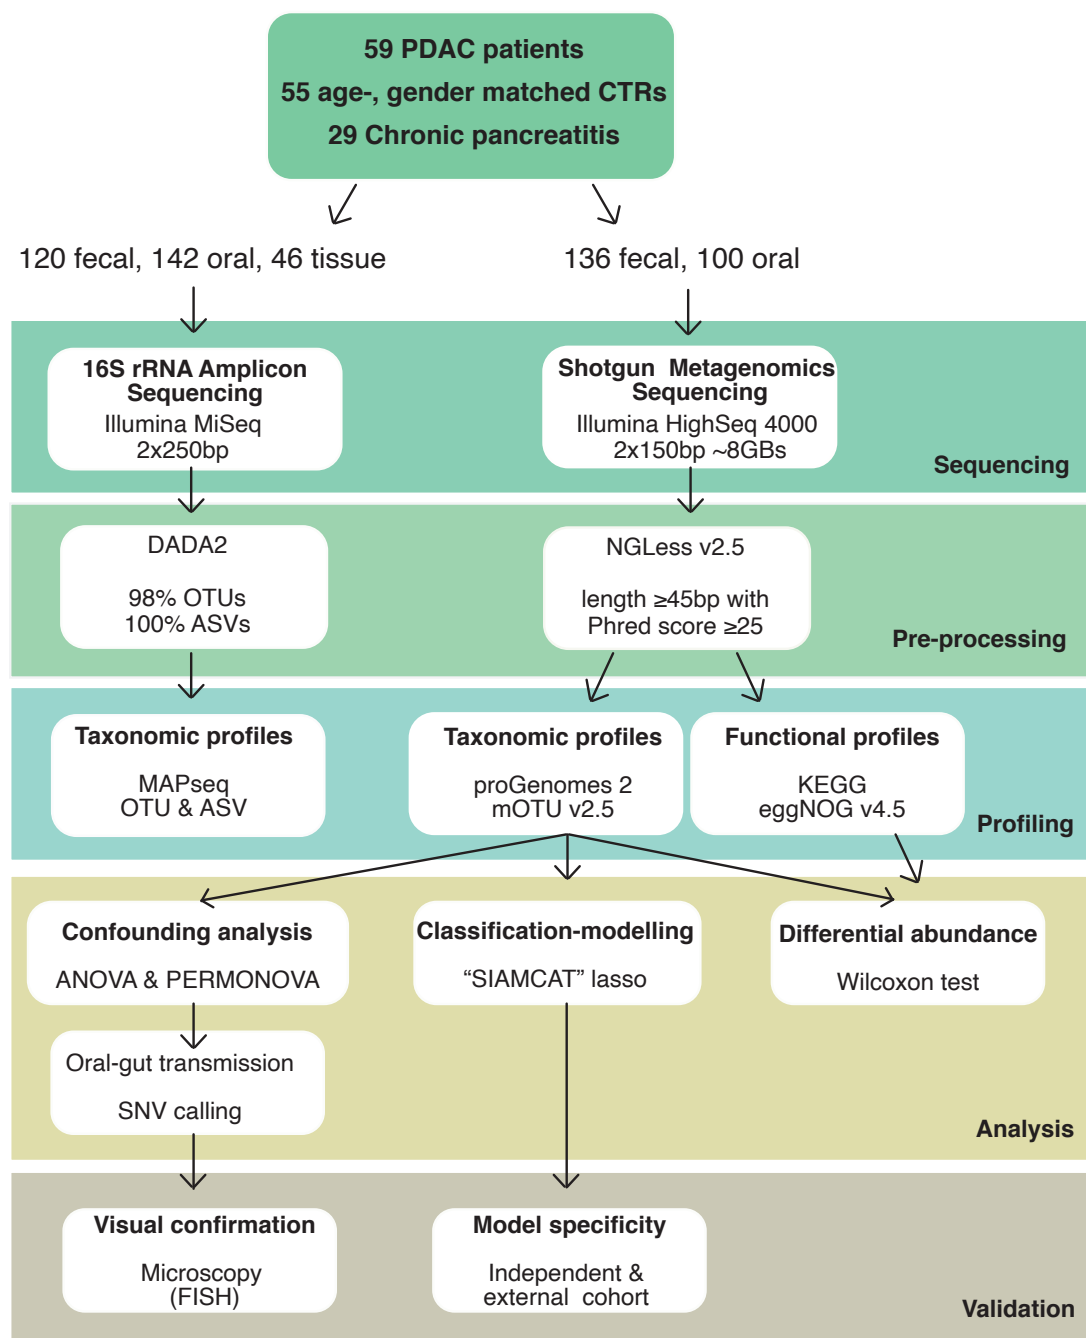 59 PDAC patients
55 age-, gender matched CTRs
29 Chronic pancreatitis
120 fecal, 142 oral, 46 tissue
136 fecal, 100 oral
16S rRNA Amplicon
Sequencing
Illumina MiSeq
2x250bp
Shotgun Metagenomics
Sequencing
Illumina HighSeq 4000
2x150bp ~8GBs
Sequencing
DADA2
98% OTUs
100% ASVs
NGLess v2.5
length ≥45bp with
Phred score ≥25
Pre-processing
Taxonomic profiles
MAPseq
OTU & ASV
Taxonomic profiles
proGenomes 2
mOTU v2.5
Functional profiles
KEGG
eggNOG v4.5
Profiling
Confounding analysis
ANOVA & PERMONOVA
Classification-modelling
“SIAMCAT” lasso
Differential abundance
Wilcoxon test
Oral-gut transmission
SNV calling
Analysis
Visual confirmation
Microscopy
(FISH)
Model specificity
Independent &
external cohort
Validation